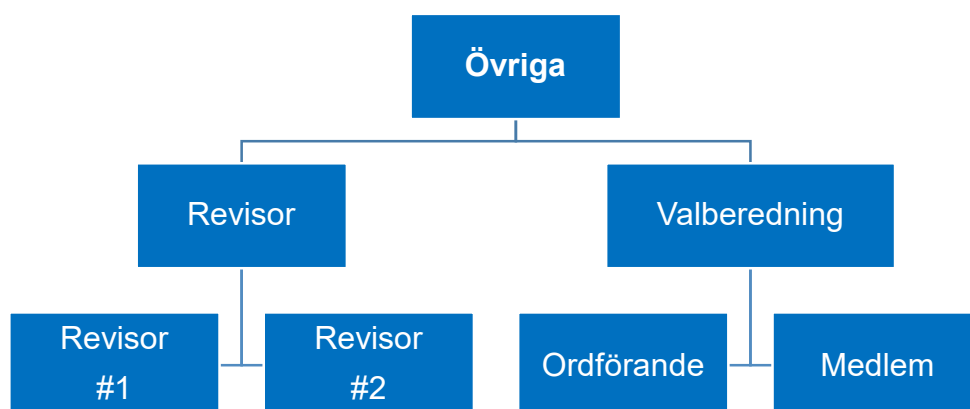 Övriga
Revisor
Valberedning
Revisor
#1
Revisor
#2
Ordförande
Medlem